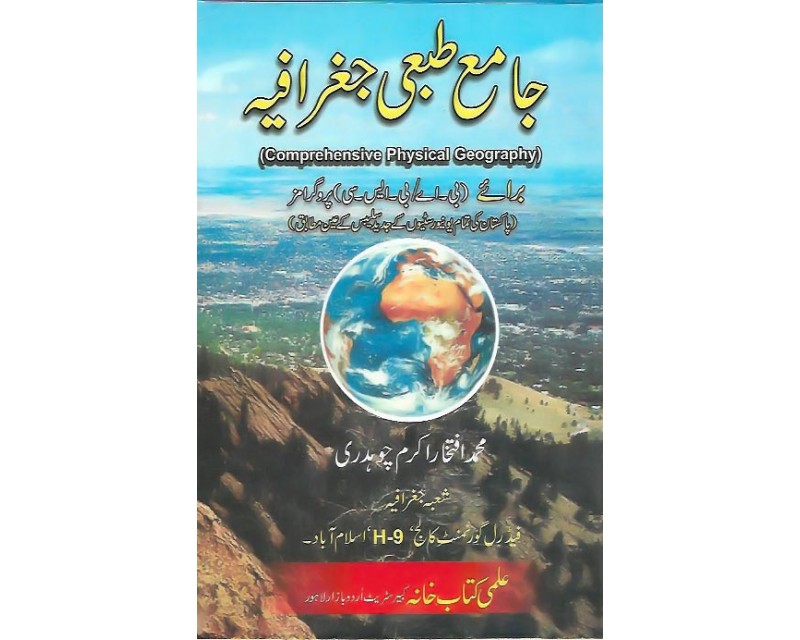 جامع طبعی جغرافیہ
(Comprehensive Physical Geography)
برائے (بی۔اے/بی۔ایس۔سی) پروگرامز
(پاکستان کی تمام یونیورسٹیوں کے جدید سلیبس کے عین مطابق)
محمد افتخار اکرم چوہدری
شعبہ جغرافیہ
فیڈرل گورنمنٹ کالج، H-9، اسلام آباد۔
علمی کتاب خانہ کبیر سٹریٹ اُردو بازار لاہور